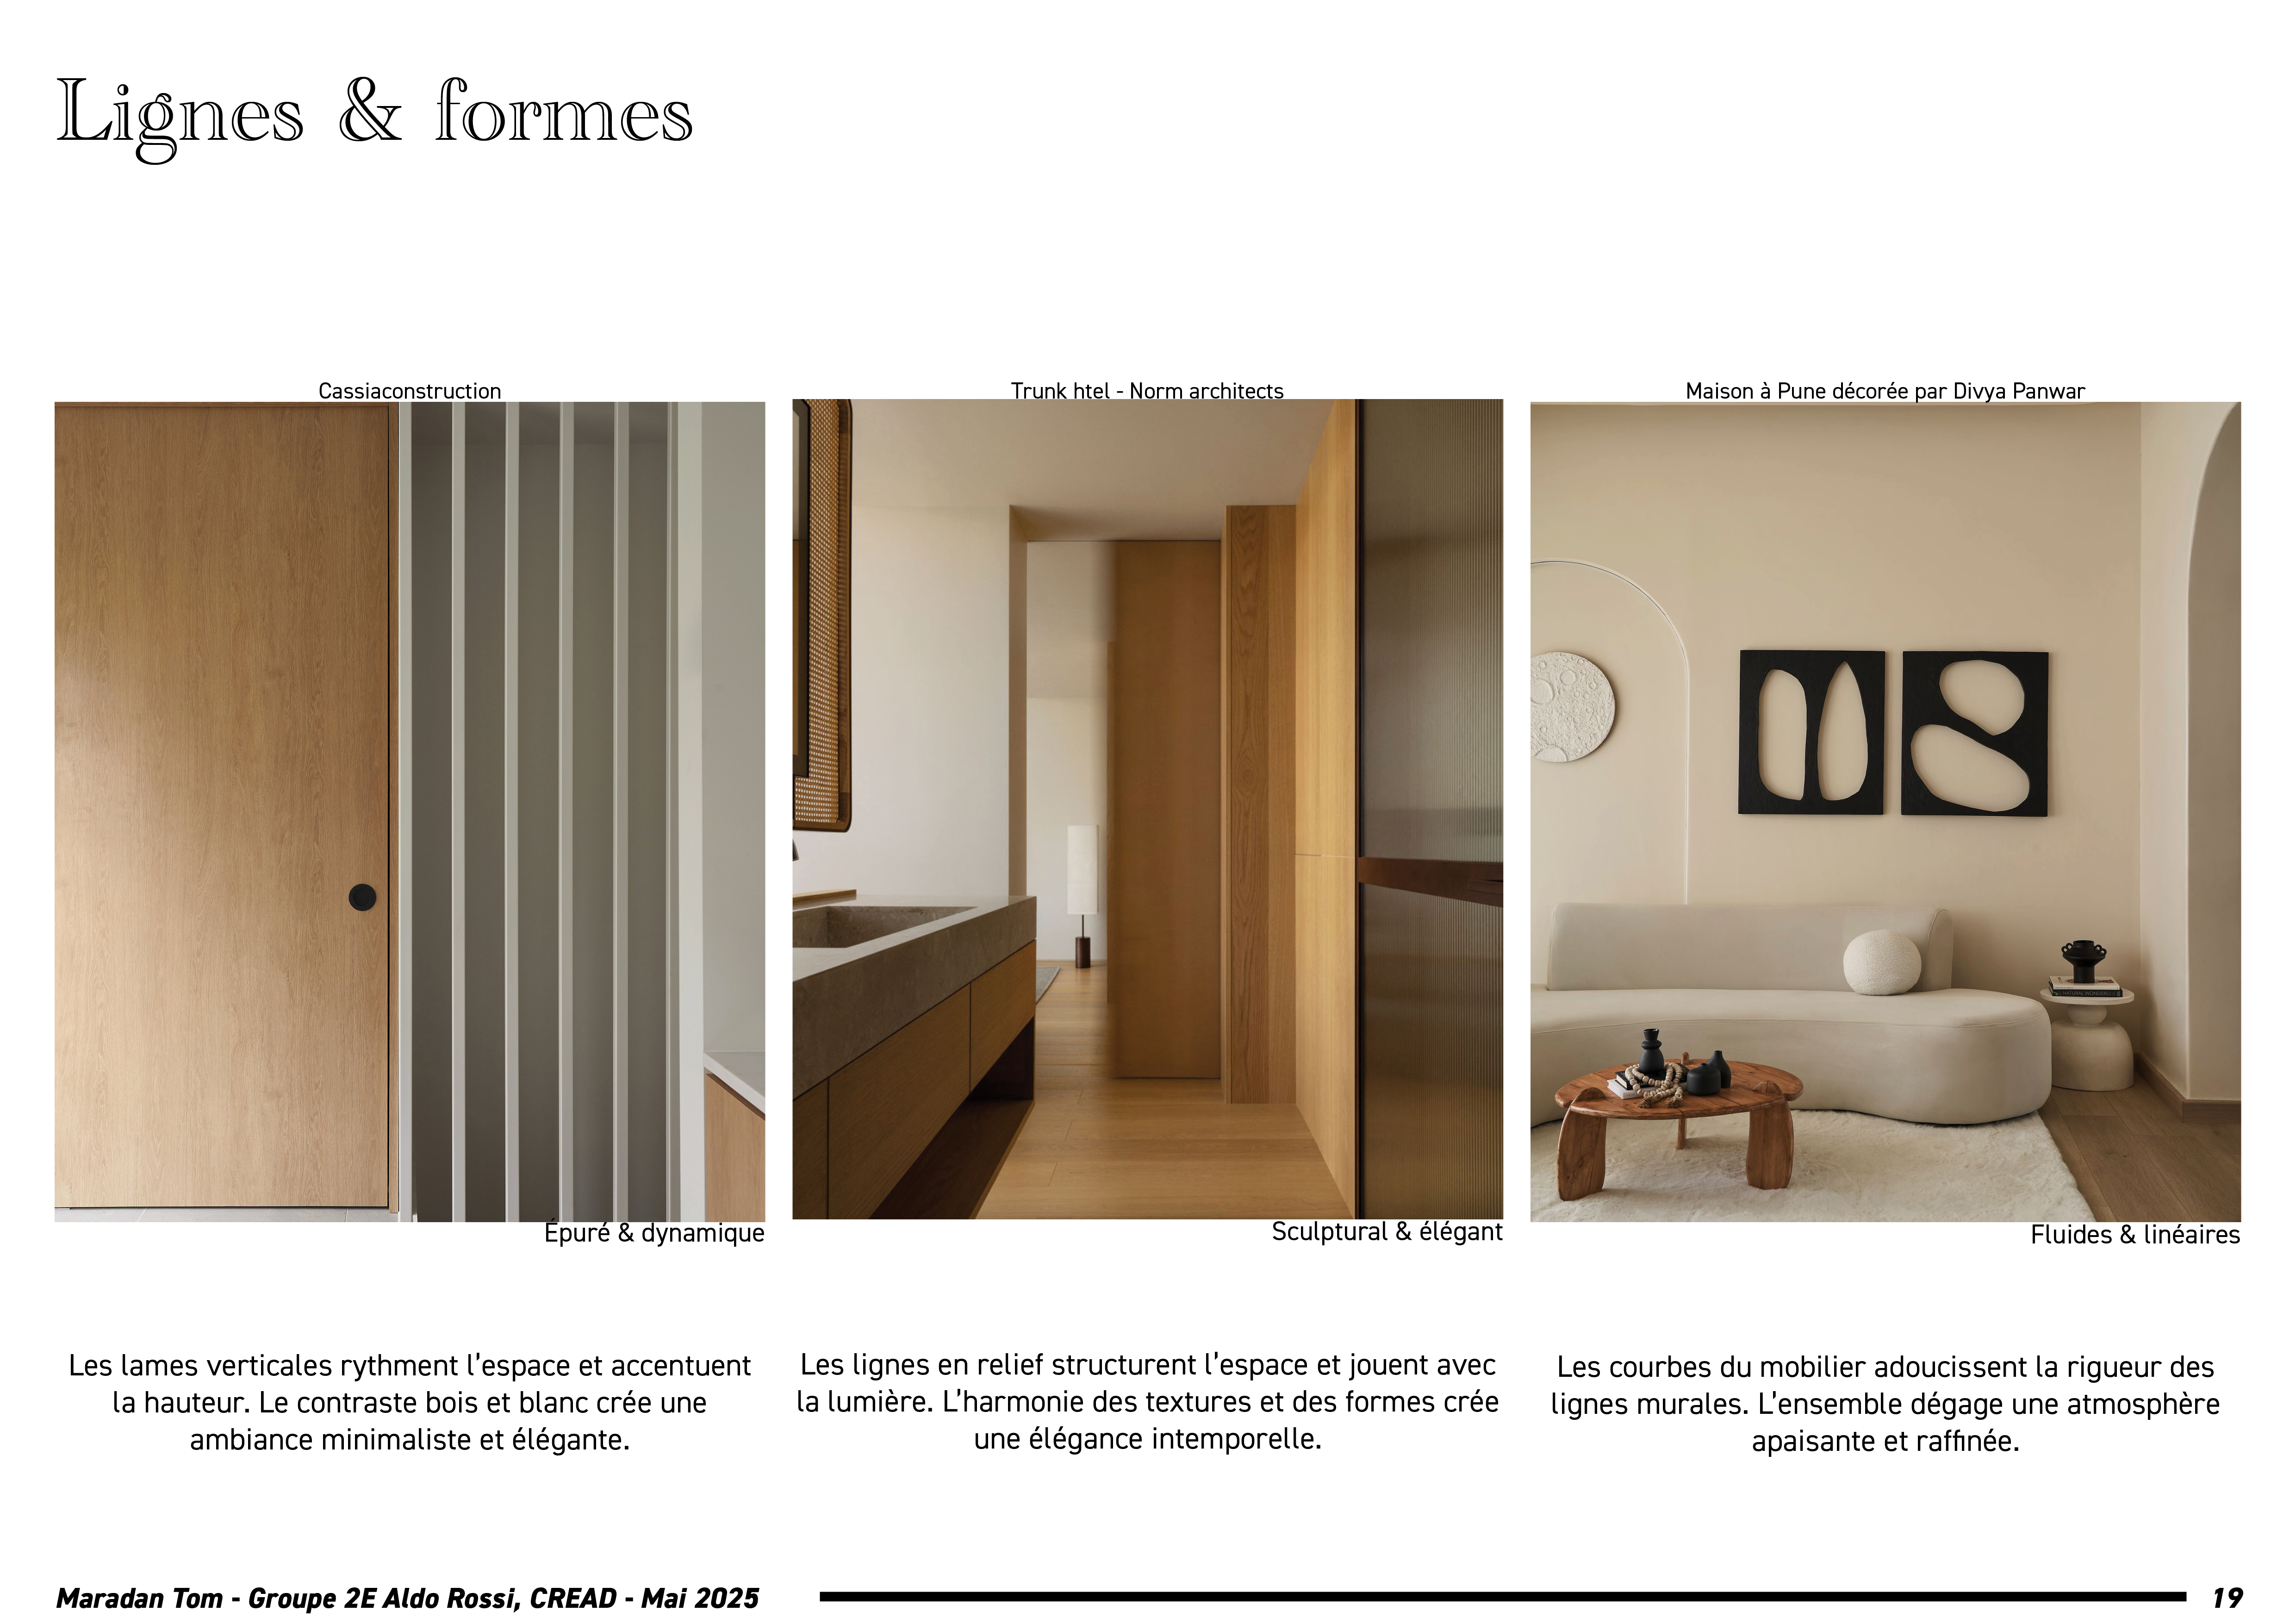 Lignes & formes
Cassiaconstruction
Épuré & dynamique
Les lames verticales rythment l'espace et accentuent
la hauteur. Le contraste bois et blanc crée une
ambiance minimaliste et élégante.
Trunk htel - Norm architects
Sculptural & élégant
Les lignes en relief structurent l'espace et jouent avec
la lumière. L'harmonie des textures et des formes crée
une élégance intemporelle.
Maison à Pune décorée par Divya Panwar
NATURAL WONDERS
Fluides & linéaires
Les courbes du mobilier adoucissent la rigueur des
lignes murales. L'ensemble dégage une atmosphère
apaisante et raffinée.
Maradan Tom - Groupe 2E Aldo Rossi, CREAD - Mai 2025
19